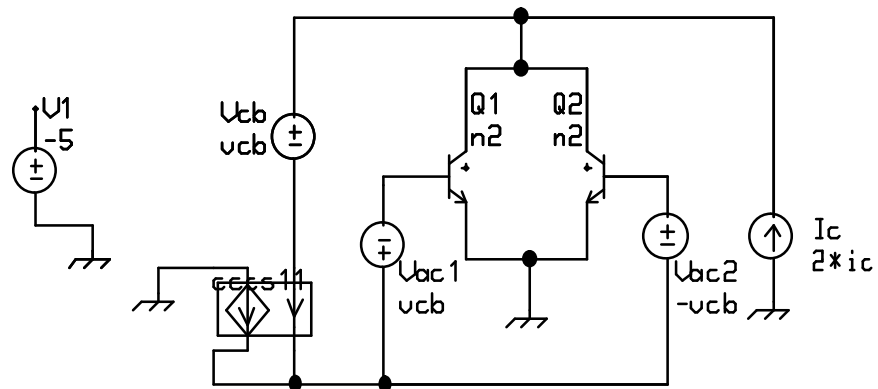 V1
-5
Vcb
vcb
Q1
n2
Q2
n2
cccs11
Vac1
vcb
Vac2
-vcb
Ic
2*ic